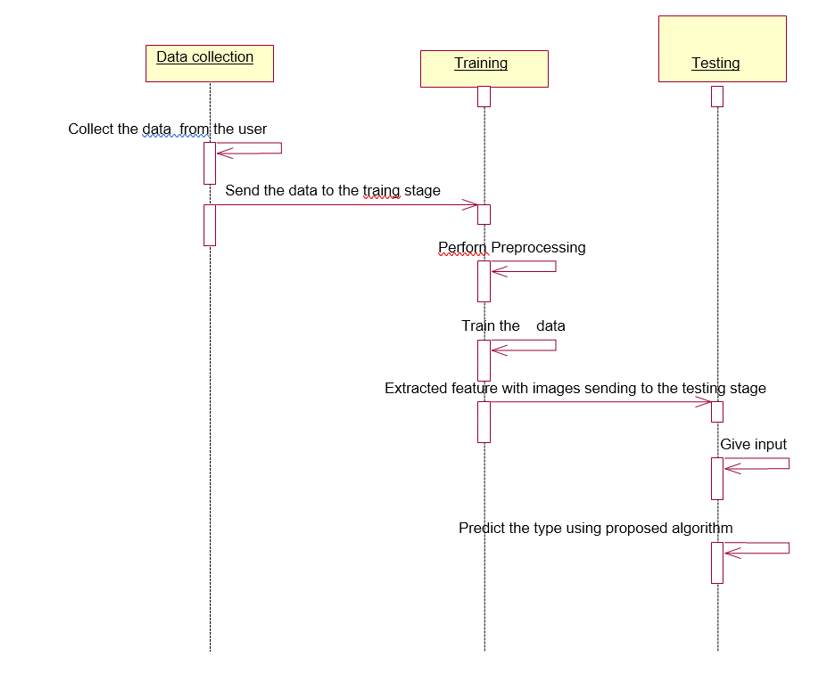 Data collection
Training
Testing
Collect the data from the user
Send the data to the traing stage
Perforn Preprocessing
Train the data
Extracted feature with images sending to the testing stage
Give input
Predict the type using proposed algorithm